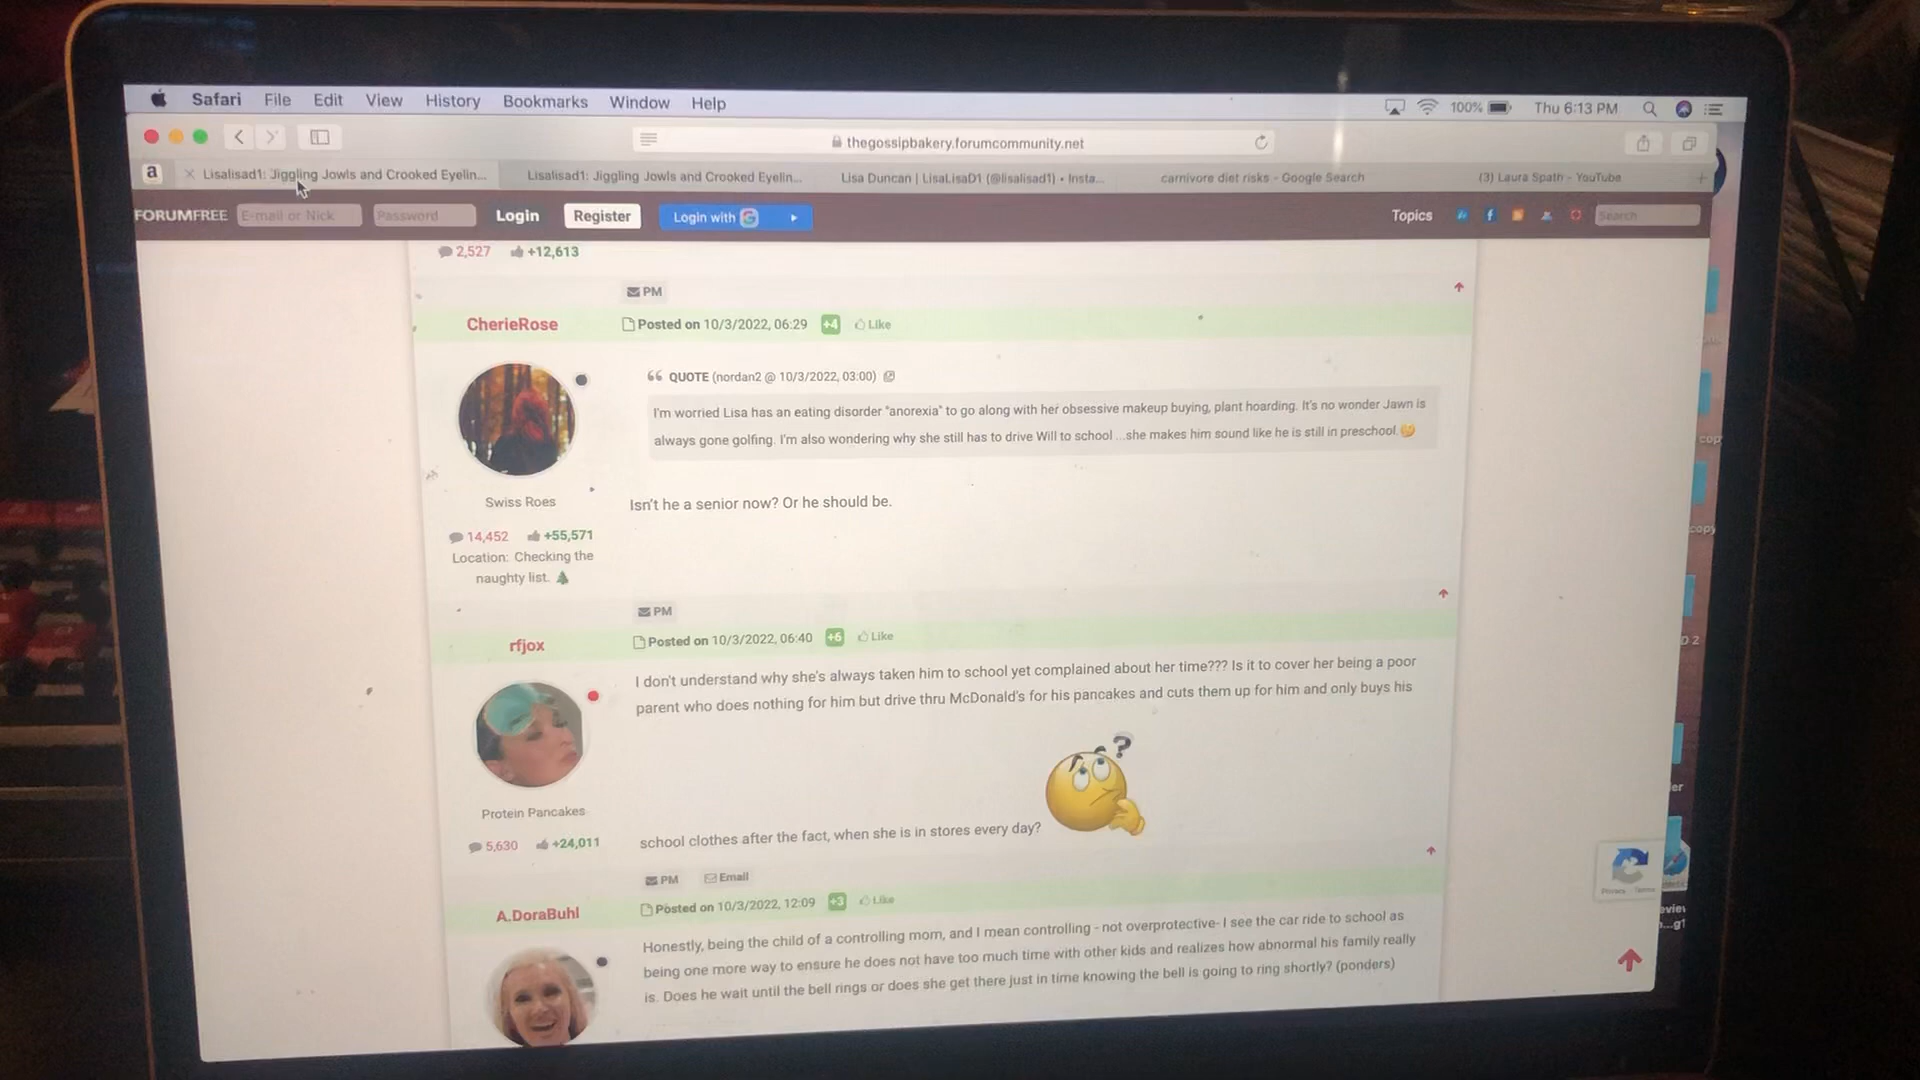 Safari File Edit View History Bookmarks Window Help 100% Thu 6:13 PM
thegossipbakery.forumcommunity.net
a Lisalisad1: Jiggling Jowls and Crooked Eyelin... Lisalisad1: Jiggling Jowls and Crooked Eyelin... Lisa Duncan | LisaLisaD1 (@lisalisad1) • Insta... carnivore diet risks - Google Search (3) Laura Spath - YouTube
FORUMFREE E-mail or Nick Password Login Register Login with G Topics Search
2,527 +12,613
PM
CherieRose Posted on 10/3/2022, 06:29 +4 Like
QUOTE (nordan2 @ 10/3/2022, 03:00)
I'm worried Lisa has an eating disorder "anorexia" to go along with her obsessive makeup buying, plant hoarding. It's no wonder Jawn is
always gone golfing. I'm also wondering why she still has to drive Will to school ...she makes him sound like he is still in preschool.
Swiss Roes
Isn't he a senior now? Or he should be.
14,452 +55,571
Location: Checking the
naughty list.
PM
rfjox Posted on 10/3/2022, 06:40 +6 Like
I don't understand why she's always taken him to school yet complained about her time??? Is it to cover her being a poor
parent who does nothing for him but drive thru McDonald's for his pancakes and cuts them up for him and only buys his
Protein Pancakes
school clothes after the fact, when she is in stores every day?
5,630 +24,011
PM Email
A.DoraBuhl Posted on 10/3/2022, 12:09 +3 Like
Honestly, being the child of a controlling mom, and I mean controlling - not overprotective- I see the car ride to school as
being one more way to ensure he does not have too much time with other kids and realizes how abnormal his family really
is. Does he wait until the bell rings or does she get there just in time knowing the bell is going to ring shortly? (ponders)
Privacy - Terms
cop
copy
D 2
er